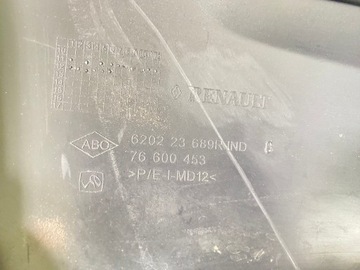 RENAULT
ABO 6202 23 689R IND B
76 600 453
>P/E-I-MD12<